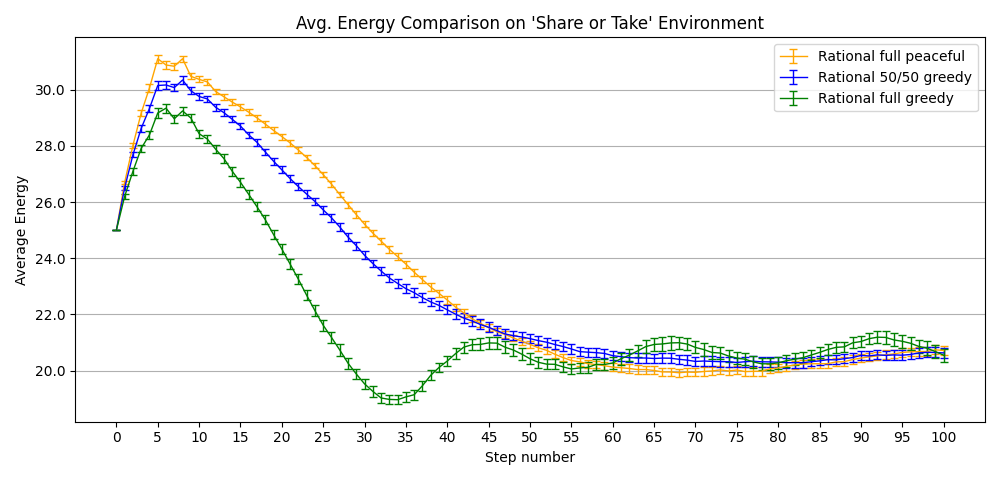 Avg. Energy Comparison on 'Share or Take' Environment
Rational full peaceful
Rational 50/50 greedy
Rational full greedy
Average Energy
30.0
28.0
26.0
24.0
22.0
20.0
0 5 10 15 20 25 30 35 40 45 50 55 60 65 70 75 80 85 90 95 100
Step number